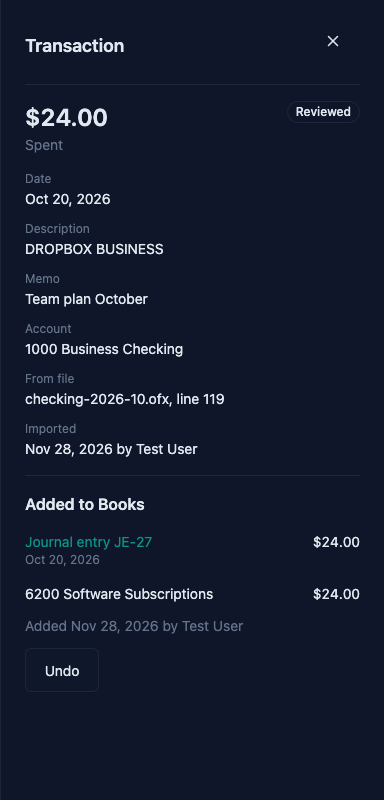 Transaction
$24.00
Reviewed
Spent
Date
Oct 20, 2026
Description
DROPBOX BUSINESS
Memo
Team plan October
Account
1000 Business Checking
From file
checking-2026-10.ofx, line 119
Imported
Nov 28, 2026 by Test User
Added to Books
Journal entry JE-27 $24.00
Oct 20, 2026
6200 Software Subscriptions $24.00
Added Nov 28, 2026 by Test User
Undo